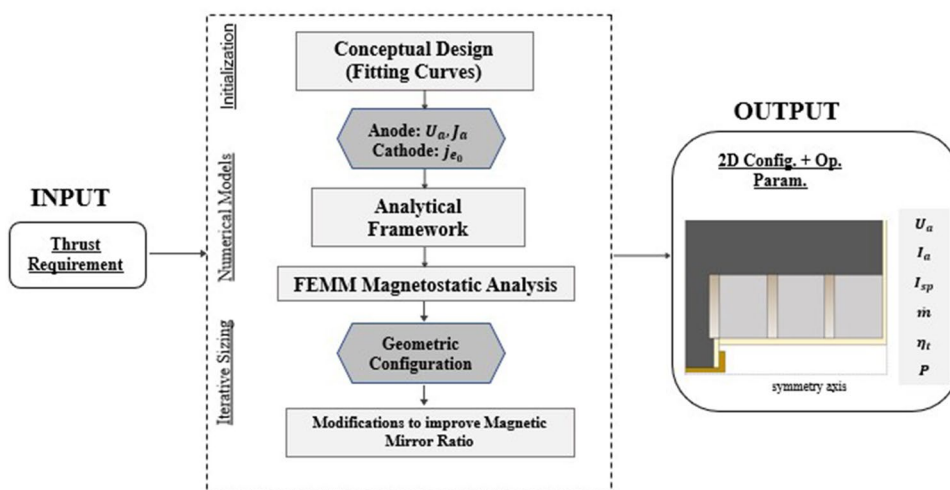 INPUT
Thrust
Requirement
Initialization
Numerical Models
Iterative Sizing
Conceptual Design
(Fitting Curves)
Anode: Uₐ, Jₐ
Cathode: jₑ₀
Analytical
Framework
FEMM Magnetostatic Analysis
Geometric
Configuration
Modifications to improve Magnetic
Mirror Ratio
OUTPUT
2D Config. + Op.
Param.
Uₐ
Iₐ
Iₛₚ
ṁ
ηₜ
P
symmetry axis